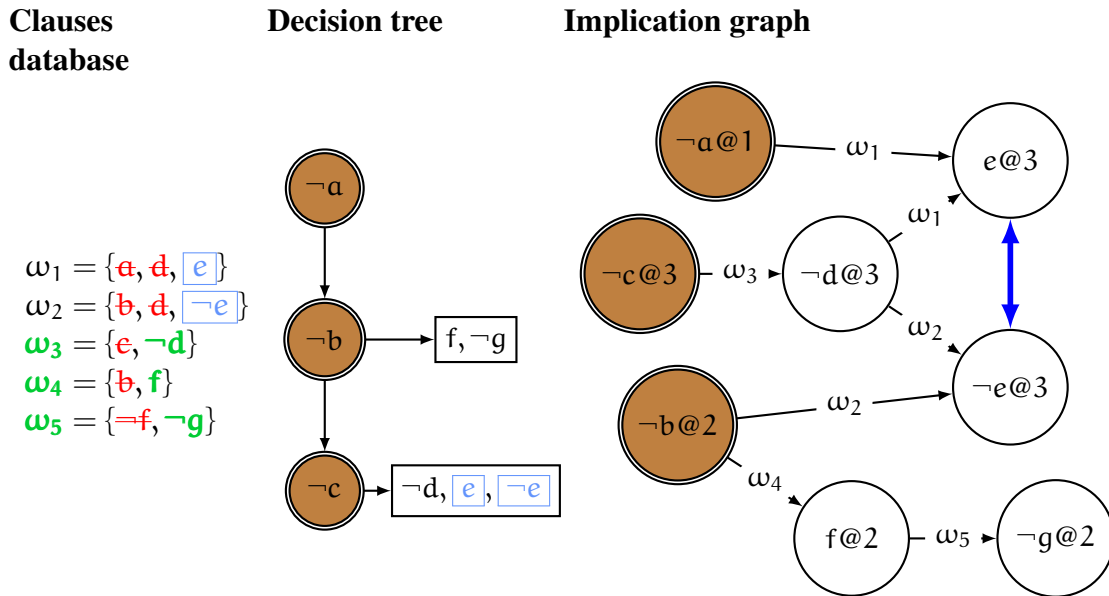 Clauses database
Decision tree
Implication graph
ω₁ = {a, d, e}
ω₂ = {b, d, ¬e}
ω₃ = {c, ¬d}
ω₄ = {b, f}
ω₅ = {¬f, ¬g}
¬a
¬b
f, ¬g
¬c
¬d, e, ¬e
¬a@1
ω₁
e@3
ω₁
¬c@3
ω₃
¬d@3
ω₂
¬b@2
ω₂
¬e@3
ω₄
f@2
ω₅
¬g@2